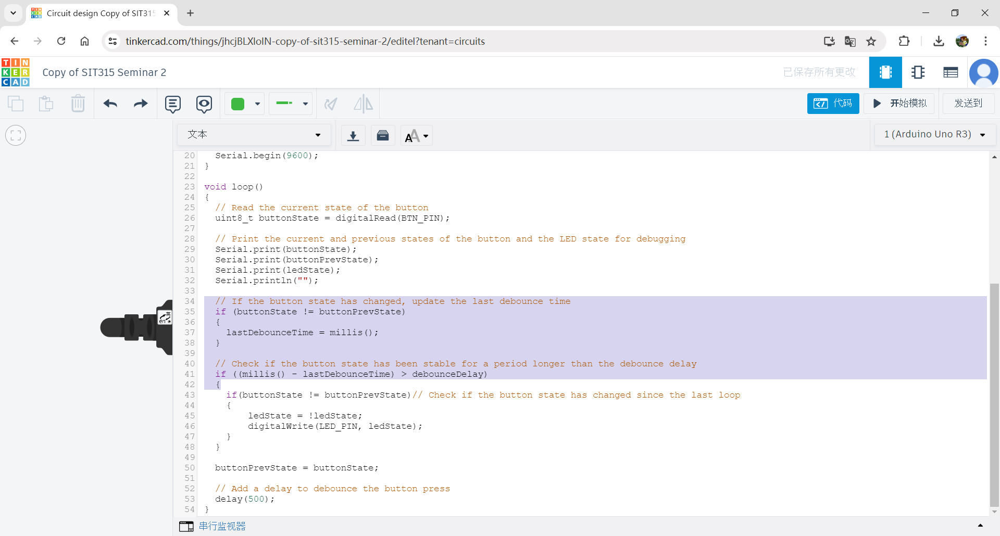 Circuit design Copy of SIT315
tinkercad.com/things/jhcjBLXIolN-copy-of-sit315-seminar-2/editel?tenant=circuits
TIN
KER
CAD
Copy of SIT315 Seminar 2
已保存所有更改
代码
开始模拟
发送到
文本
1 (Arduino Uno R3)
20 Serial.begin(9600);
21 }
22
23 void loop()
24 {
25 // Read the current state of the button
26 uint8_t buttonState = digitalRead(BTN_PIN);
27
28 // Print the current and previous states of the button and the LED state for debugging
29 Serial.print(buttonState);
30 Serial.print(buttonPrevState);
31 Serial.print(ledState);
32 Serial.println("");
33
34 // If the button state has changed, update the last debounce time
35 if (buttonState != buttonPrevState)
36 {
37 lastDebounceTime = millis();
38 }
39
40 // Check if the button state has been stable for a period longer than the debounce delay
41 if ((millis() - lastDebounceTime) > debounceDelay)
42 {
43 if(buttonState != buttonPrevState)// Check if the button state has changed since the last loop
44 {
45 ledState = !ledState;
46 digitalWrite(LED_PIN, ledState);
47 }
48 }
49
50 buttonPrevState = buttonState;
51
52 // Add a delay to debounce the button press
53 delay(500);
54 }
英
en
串行监视器